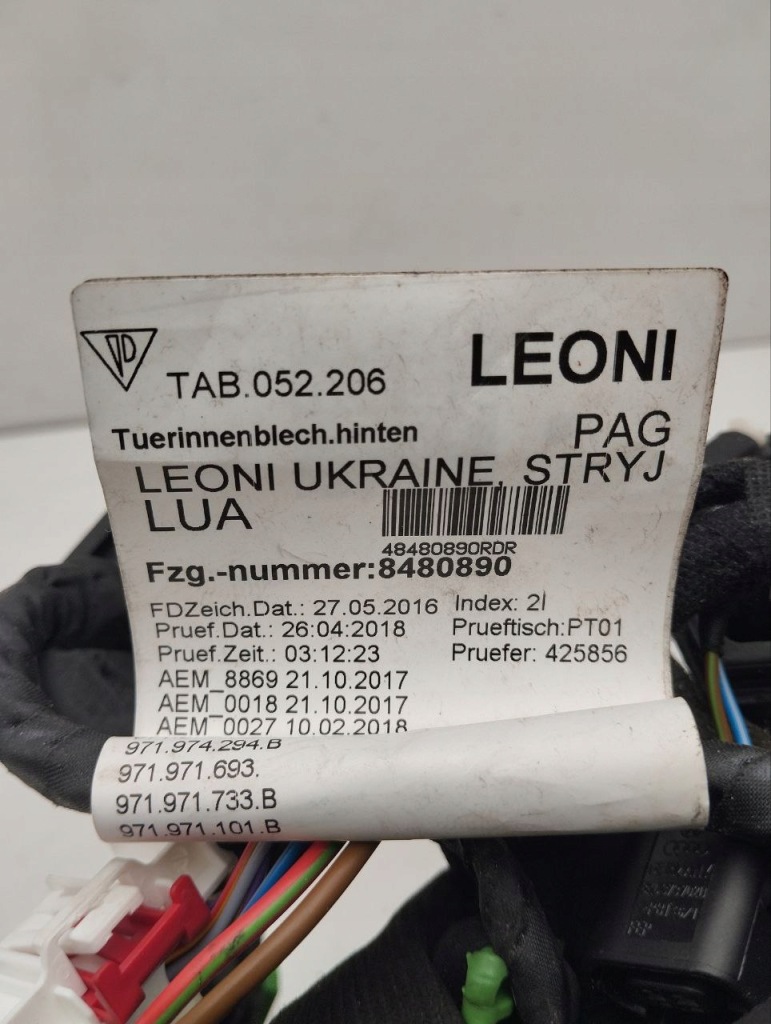 TAB.052.206 LEONI
Tuerinnenblech.hinten PAG
LEONI UKRAINE, STRYJ
LUA
48480890RDR
Fzg.-nummer:8480890
FDZeich.Dat.: 27.05.2016 Index: 2I
Pruef.Dat.: 26:04:2018 Prueftisch:PT01
Pruef.Zeit.: 03:12:23 Pruefer: 425856
AEM_8869 21.10.2017
AEM_0018 21.10.2017
AEM_0027 10.02.2018
971.974.294.B
971.971.693.
971.971.733.B
971.971.101.B